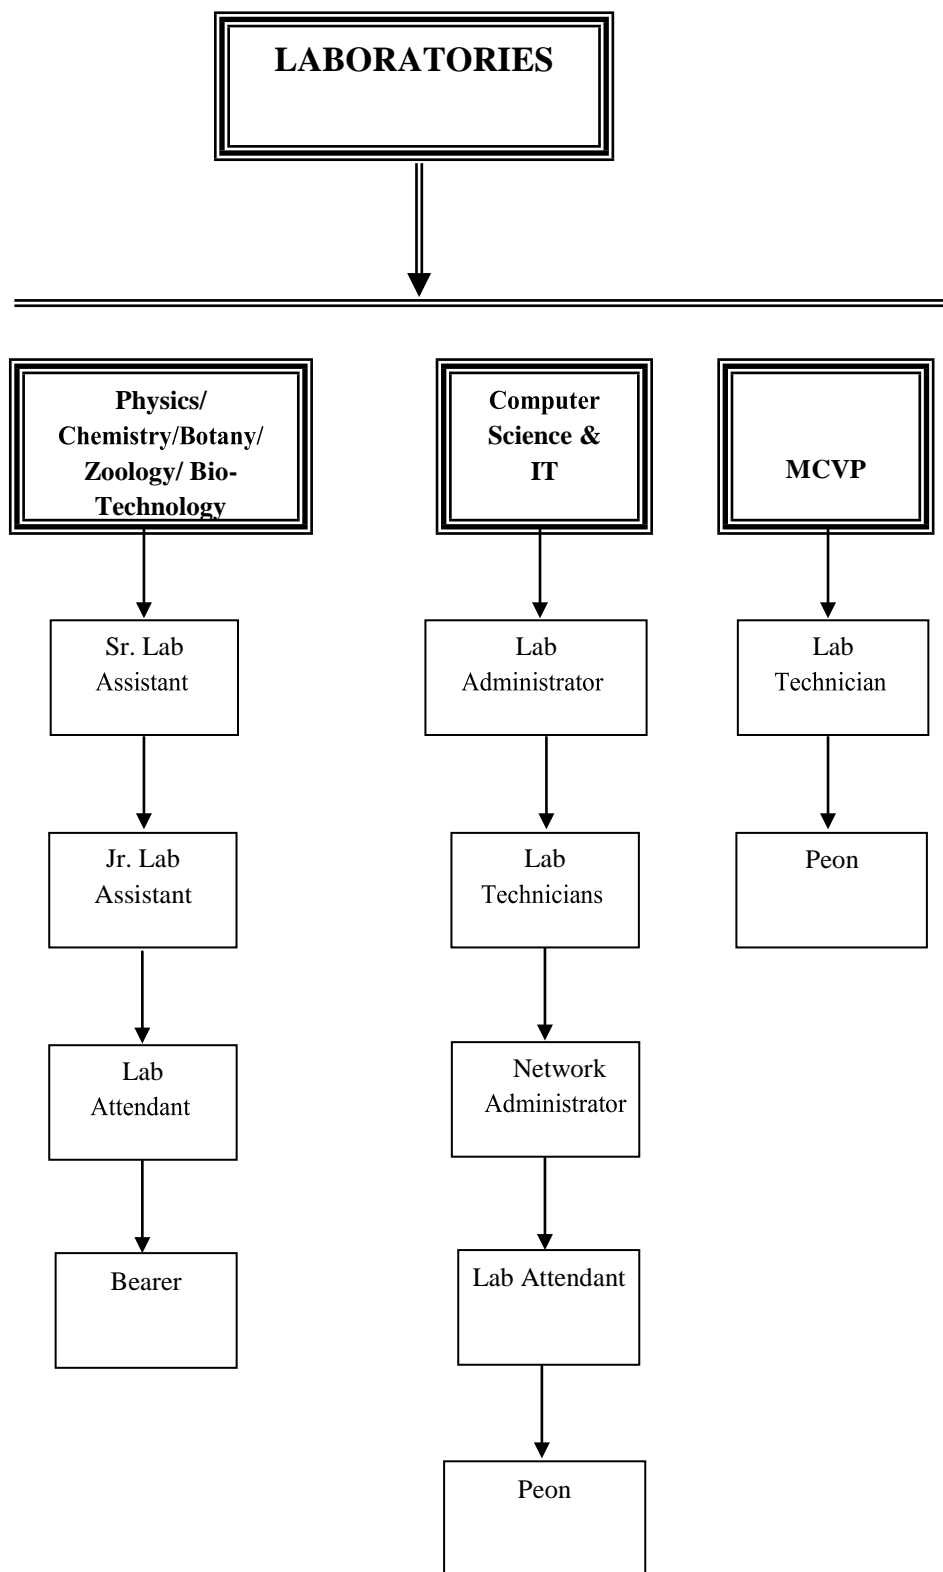 LABORATORIES
Physics/
Chemistry/Botany/
Zoology/ Bio-
Technology
Computer
Science &
IT
MCVP
Sr. Lab
Assistant
Jr. Lab
Assistant
Lab
Attendant
Bearer
Lab
Administrator
Lab
Technicians
Network
Administrator
Lab Attendant
Peon
Lab
Technician
Peon